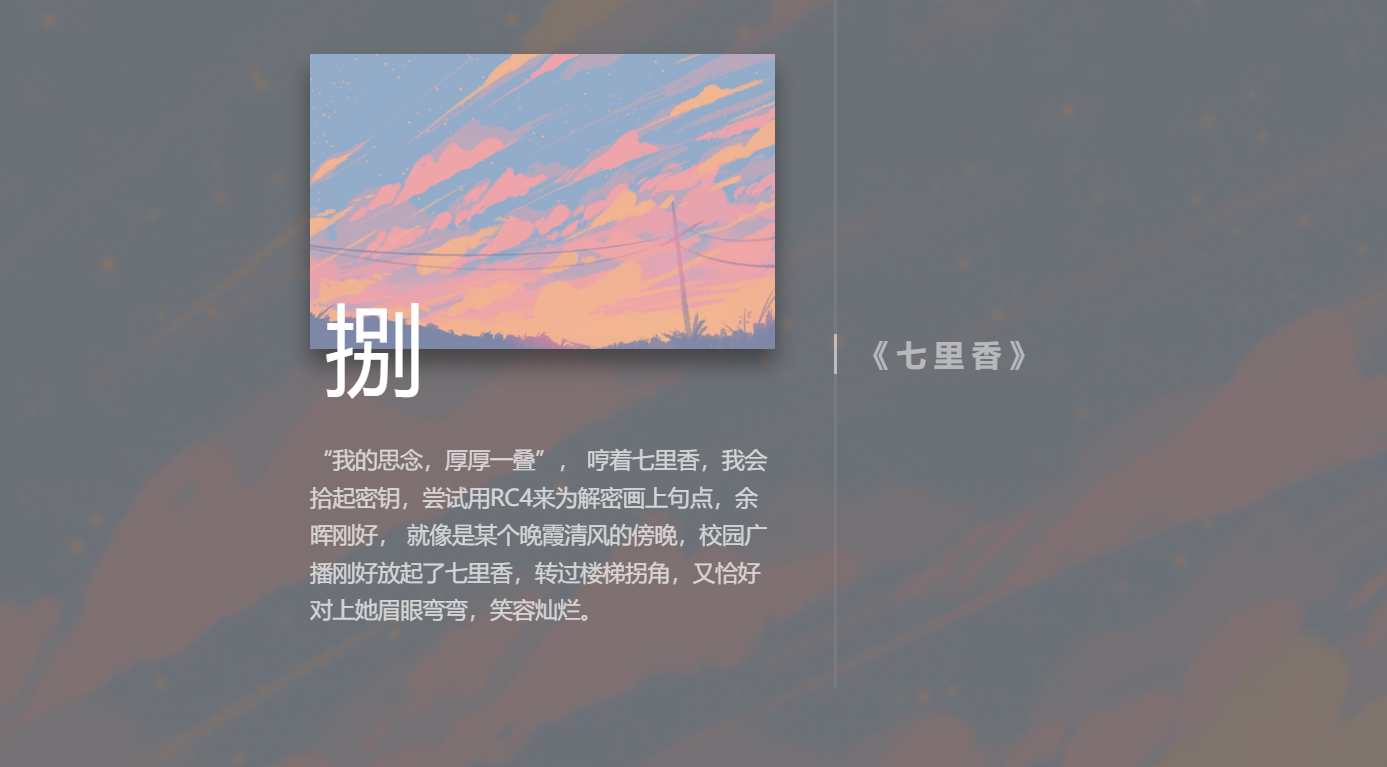 捌
“我的思念，厚厚一叠”， 哼着七里香，我会
拾起密钥，尝试用RC4来为解密画上句点，余
晖刚好， 就像是某个晚霞清风的傍晚，校园广
播刚好放起了七里香，转过楼梯拐角，又恰好
对上她眉眼弯弯，笑容灿烂。
《七里香》